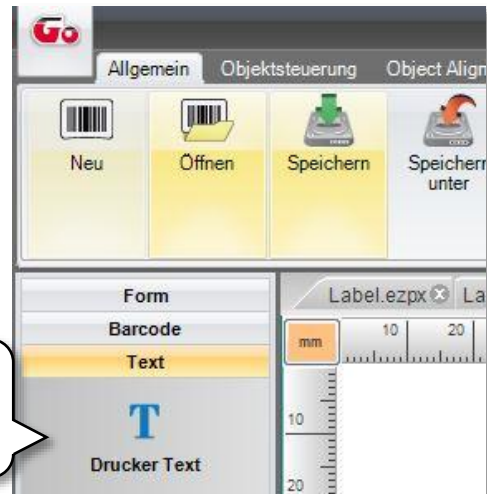 Go
Allgemein Objektsteuerung Object Align
Neu Öffnen Speichern Speichern
unter
Form
Barcode
Text
Drucker Text
Label.ezpx La
mm 10 20
10
20